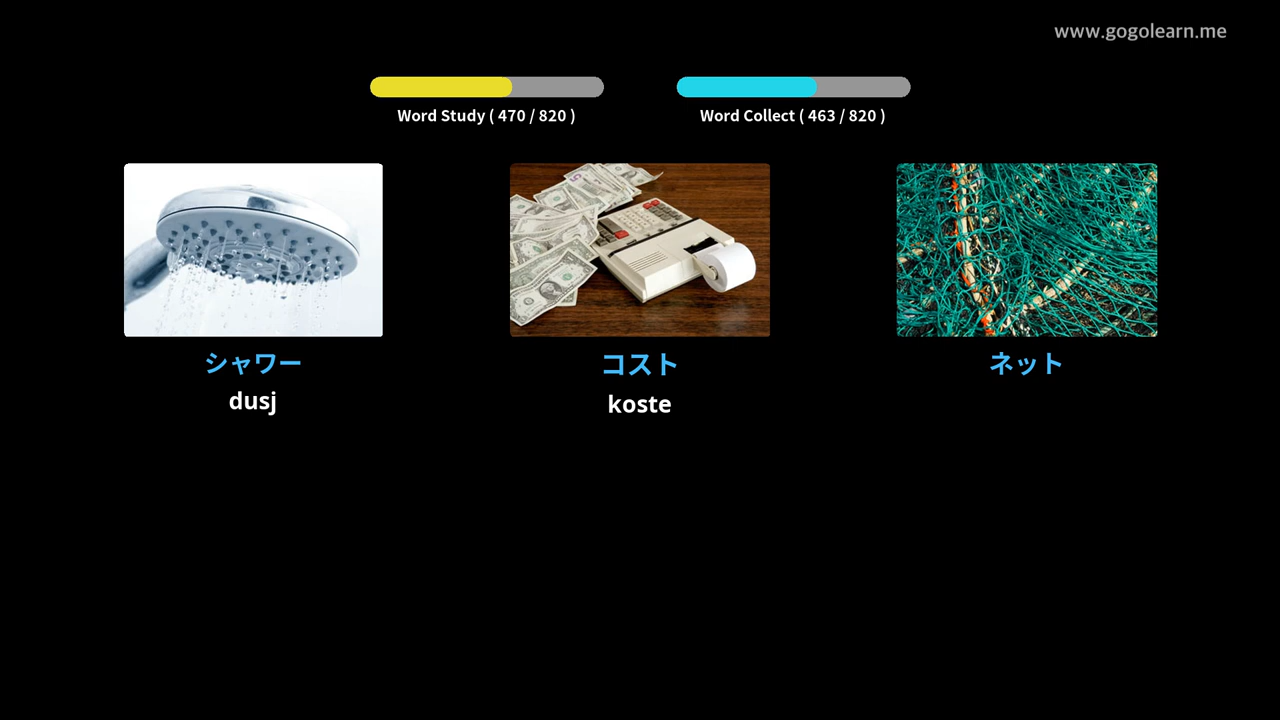 www.gogolearn.me
Word Study ( 470 / 820 )
Word Collect ( 463 / 820 )
シャワー
コスト
ネット
dusj
koste